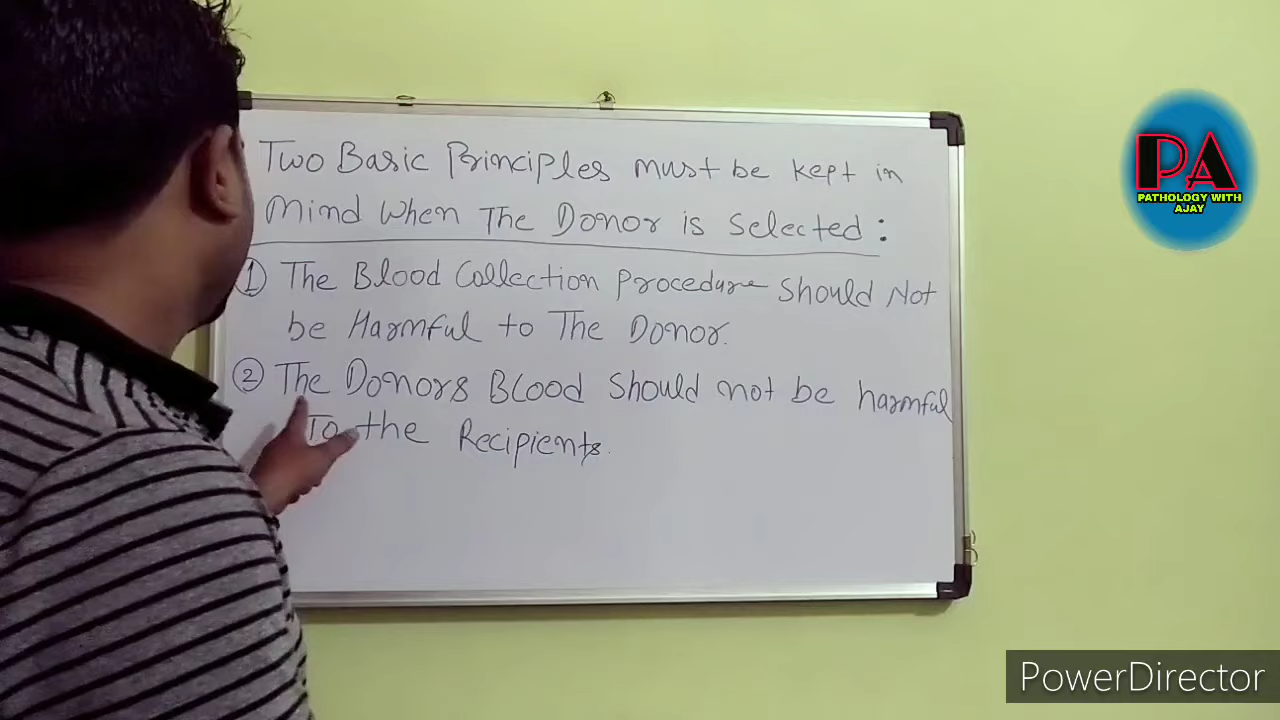 Two Basic Principles must be kept in
Mind When The Donor is Selected :
① The Blood Collection Procedure Should Not
be Harmful to The Donor.
② The Donors Blood Should not be harmful
To the Recipients.
PA
PATHOLOGY WITH
AJAY
PowerDirector